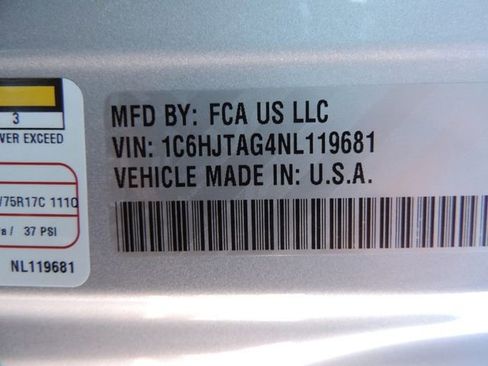 3
VER EXCEED
/75R17C 111Q
a / 37 PSI
NL119681
MFD BY: FCA US LLC
VIN: 1C6HJTAG4NL119681
VEHICLE MADE IN: U.S.A.